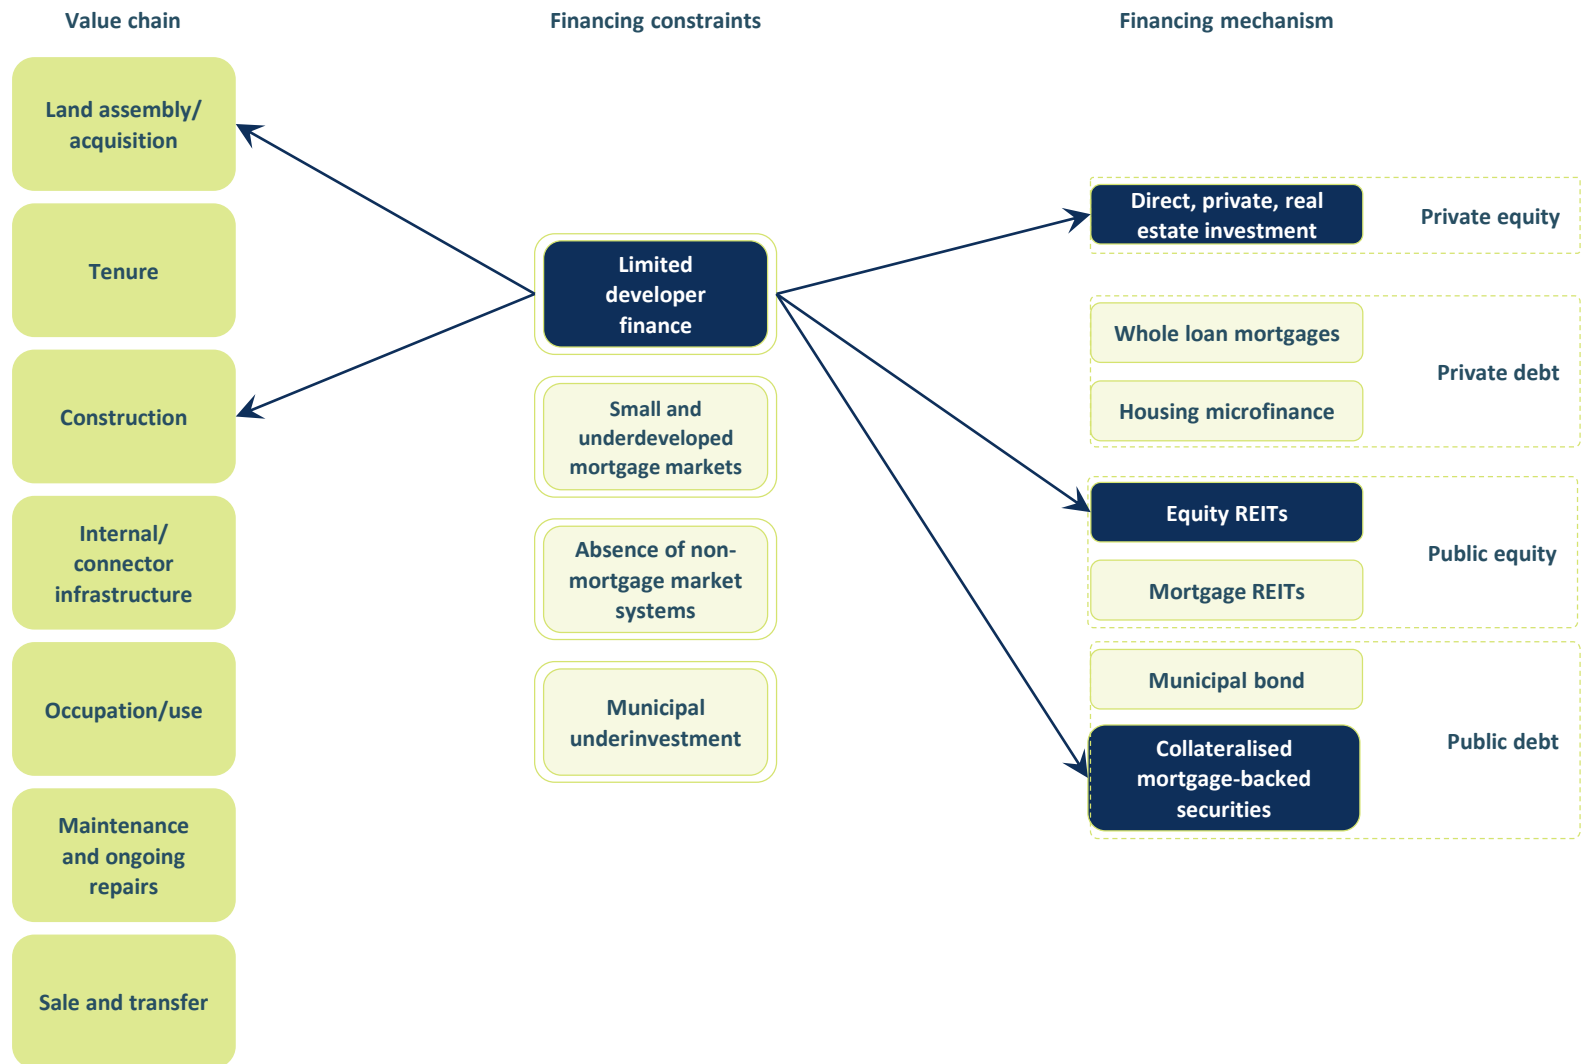 Value chain
Financing constraints
Financing mechanism
Land assembly/
acquisition
Tenure
Construction
Internal/
connector
infrastructure
Occupation/use
Maintenance
and ongoing
repairs
Sale and transfer
Limited
developer
finance
Small and
underdeveloped
mortgage markets
Absence of non-
mortgage market
systems
Municipal
underinvestment
Direct, private, real
estate investment
Private equity
Whole loan mortgages
Housing microfinance
Private debt
Equity REITs
Mortgage REITs
Public equity
Municipal bond
Collateralised
mortgage-backed
securities
Public debt